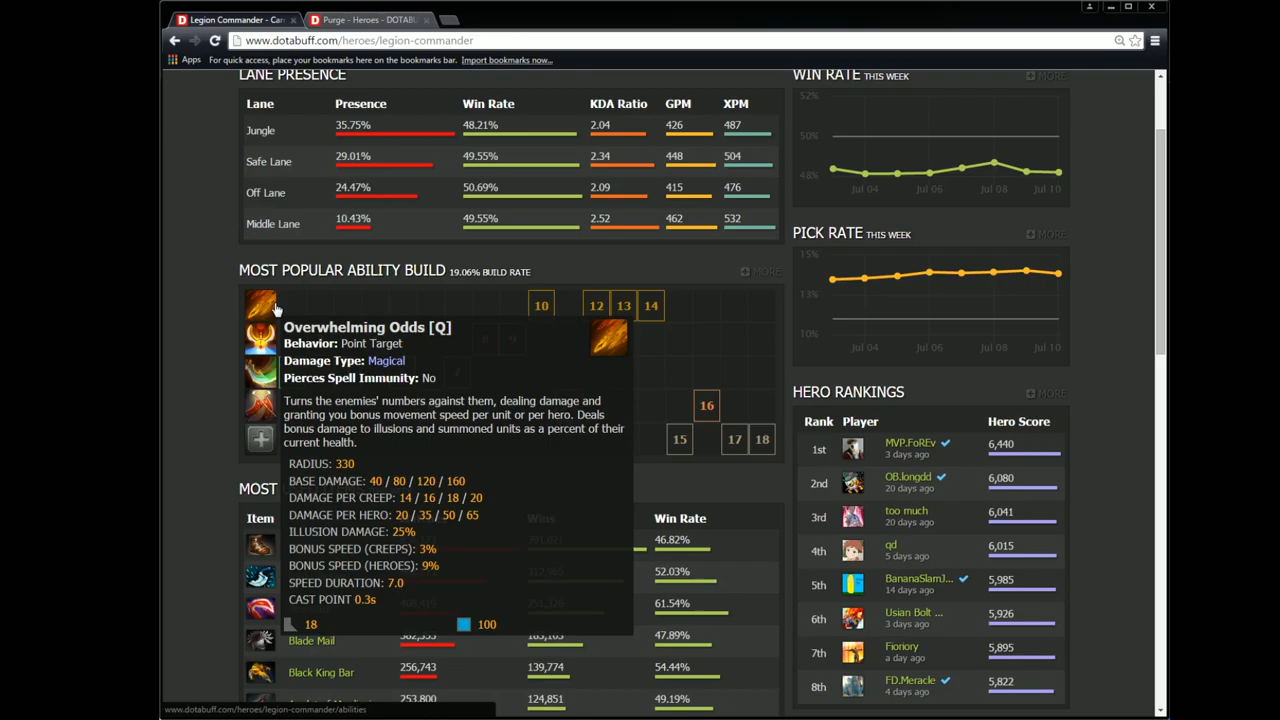 Legion Commander - Car
Purge - Heroes - DOTABU
www.dotabuff.com/heroes/legion-commander
Apps For quick access, place your bookmarks here on the bookmarks bar. Import bookmarks now...
LANE PRESENCE
Lane Presence Win Rate KDA Ratio GPM XPM
Jungle 35.75% 48.21% 2.04 426 487
Safe Lane 29.01% 49.55% 2.34 448 504
Off Lane 24.47% 50.69% 2.09 415 476
Middle Lane 10.43% 49.55% 2.52 462 532
MOST POPULAR ABILITY BUILD 19.06% BUILD RATE MORE
10 12 13 14
8 9
7
16
15 17 18
Overwhelming Odds [Q]
Behavior: Point Target
Damage Type: Magical
Pierces Spell Immunity: No
Turns the enemies' numbers against them, dealing damage and
granting you bonus movement speed per unit or per hero. Deals
bonus damage to illusions and summoned units as a percent of their
current health.
RADIUS: 330
BASE DAMAGE: 40 / 80 / 120 / 160
DAMAGE PER CREEP: 14 / 16 / 18 / 20
DAMAGE PER HERO: 20 / 35 / 50 / 65
ILLUSION DAMAGE: 25%
BONUS SPEED (CREEPS): 3%
BONUS SPEED (HEROES): 9%
SPEED DURATION: 7.0
CAST POINT 0.3s
18 100
MOST
Item Wins Win Rate
46.82%
52.03%
61.54%
Blade Mail 47.89%
Black King Bar 256,743 139,774 54.44%
253,800 124,851 49.19%
WIN RATE THIS WEEK MORE
52%
50%
48%
Jul 04 Jul 06 Jul 08 Jul 10
PICK RATE THIS WEEK MORE
15%
13%
10%
Jul 04 Jul 06 Jul 08 Jul 10
HERO RANKINGS MORE
Rank Player Hero Score
1st MVP.FoREv 6,440
3 days ago
2nd OB.longdd 6,080
20 days ago
3rd too much 6,041
20 days ago
4th qd 6,015
5 days ago
5th BananaSlamJ... 5,985
14 days ago
6th Usian Bolt ... 5,926
3 days ago
7th Fioriory 5,895
a day ago
8th FD.Meracle 5,822
4 days ago
www.dotabuff.com/heroes/legion-commander/abilities